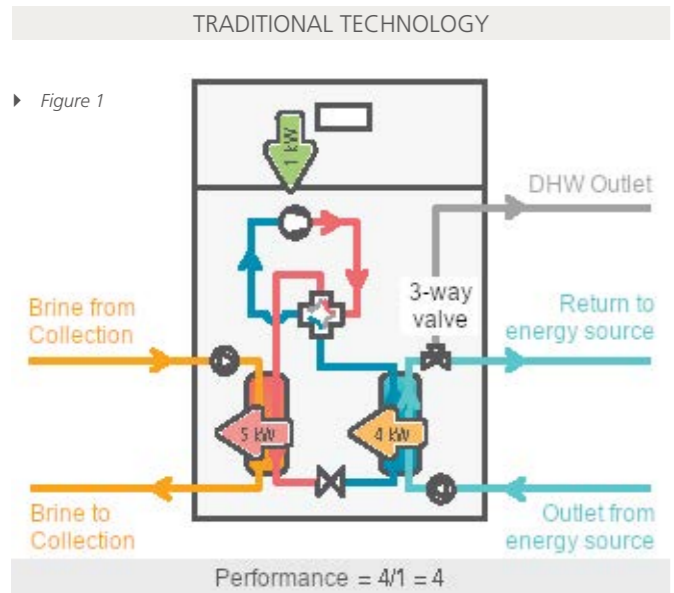 TRADITIONAL TECHNOLOGY
Figure 1
1 kW
DHW Outlet
3-way
valve
Brine from
Collection
Return to
energy source
5 kW
4 kW
Brine to
Collection
Outlet from
energy source
Performance = 4/1 = 4